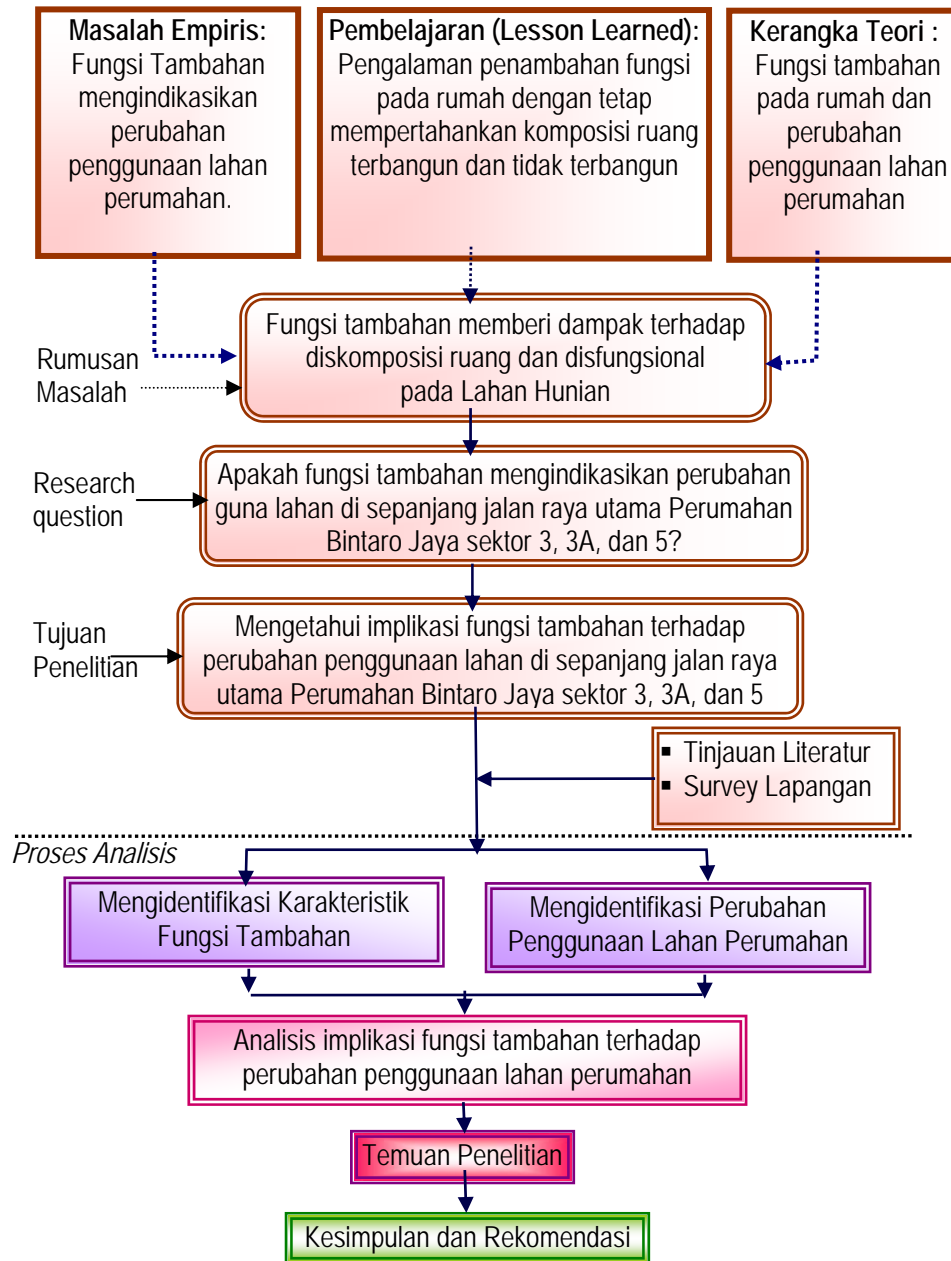 Masalah Empiris:
Fungsi Tambahan
mengindikasikan
perubahan
penggunaan lahan
perumahan.
Pembelajaran (Lesson Learned):
Pengalaman penambahan fungsi
pada rumah dengan tetap
mempertahankan komposisi ruang
terbangun dan tidak terbangun
Kerangka Teori :
Fungsi tambahan
pada rumah dan
perubahan
penggunaan lahan
perumahan
Rumusan
Masalah
Fungsi tambahan memberi dampak terhadap
diskomposisi ruang dan disfungsional
pada Lahan Hunian
Research
question
Apakah fungsi tambahan mengindikasikan perubahan
guna lahan di sepanjang jalan raya utama Perumahan
Bintaro Jaya sektor 3, 3A, dan 5?
Tujuan
Penelitian
Mengetahui implikasi fungsi tambahan terhadap
perubahan penggunaan lahan di sepanjang jalan raya
utama Perumahan Bintaro Jaya sektor 3, 3A, dan 5
▪ Tinjauan Literatur
▪ Survey Lapangan
Proses Analisis
Mengidentifikasi Karakteristik
Fungsi Tambahan
Mengidentifikasi Perubahan
Penggunaan Lahan Perumahan
Analisis implikasi fungsi tambahan terhadap
perubahan penggunaan lahan perumahan
Temuan Penelitian
Kesimpulan dan Rekomendasi